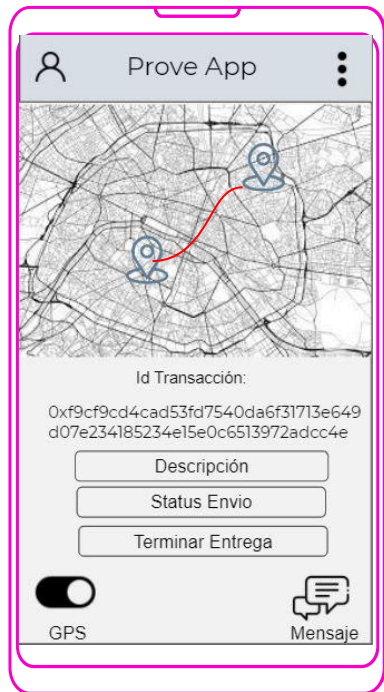 Prove App
Id Transacción:
0xf9cf9cd4cad53fd7540da6f31713e649
d07e234185234e15e0c6513972adcc4e
Descripción
Status Envio
Terminar Entrega
GPS
Mensaje